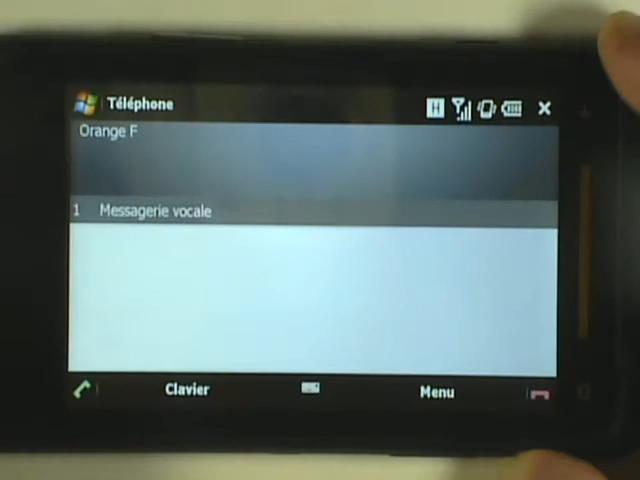 Téléphone
H
Orange F
1 Messagerie vocale
Clavier
Menu